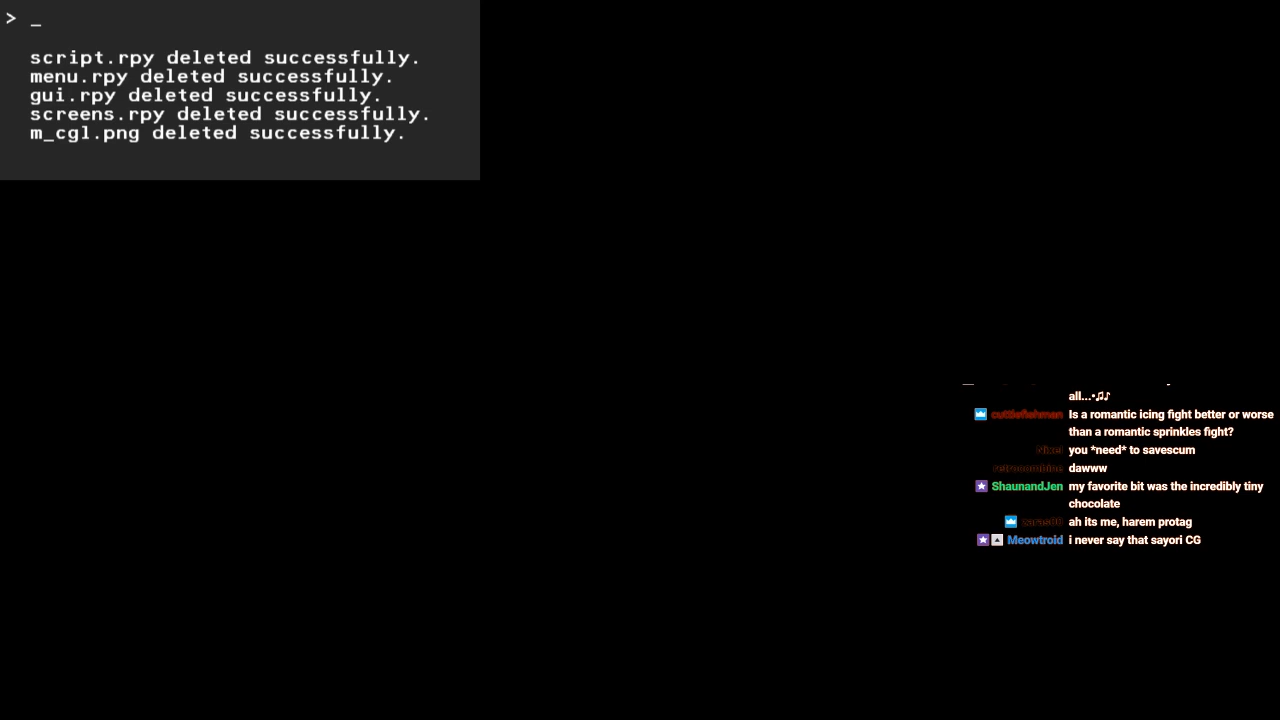 > _
script.rpy deleted successfully.
menu.rpy deleted successfully.
gui.rpy deleted successfully.
screens.rpy deleted successfully.
m_cg1.png deleted successfully.
all...•♫♪
cuttlefishman Is a romantic icing fight better or worse
than a romantic sprinkles fight?
Nixel you *need* to savescum
retrocombine dawww
ShaunandJen my favorite bit was the incredibly tiny
chocolate
ah its me, harem protag
Meowtroid i never say that sayori CG